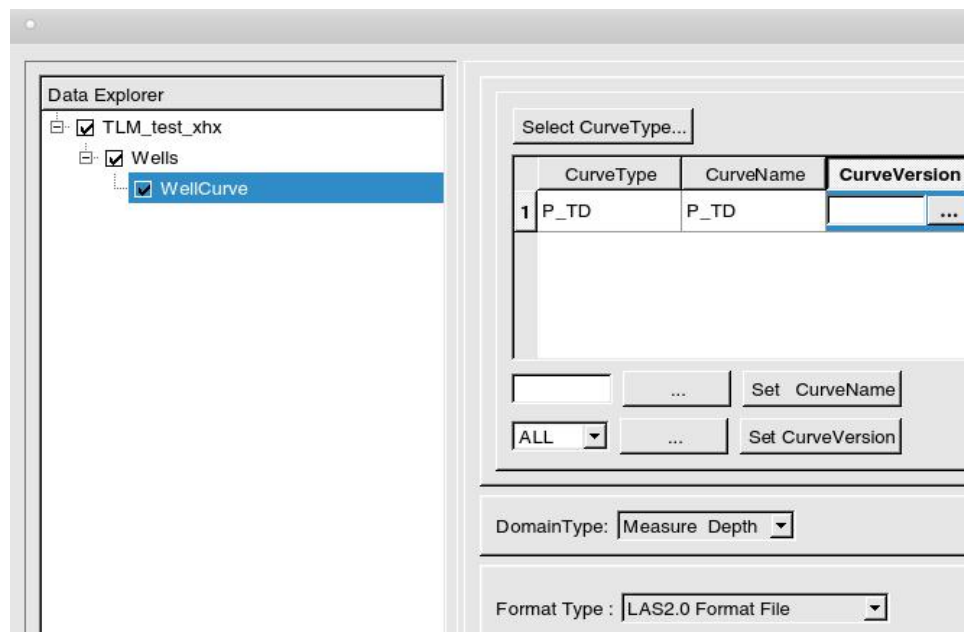 Data Explorer
TLM_test_xhx
Wells
WellCurve
Select CurveType...
CurveType CurveName CurveVersion
1 P_TD P_TD ...
... Set CurveName
ALL ... Set CurveVersion
DomainType: Measure Depth
Format Type : LAS2.0 Format File